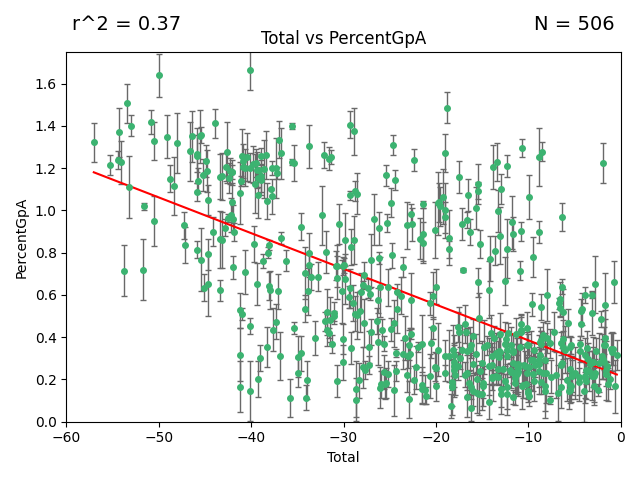 r^2 = 0.37 N = 506
Total vs PercentGpA
PercentGpA
1.6
1.4
1.2
1.0
0.8
0.6
0.4
0.2
0.0
−60 −50 −40 −30 −20 −10 0
Total